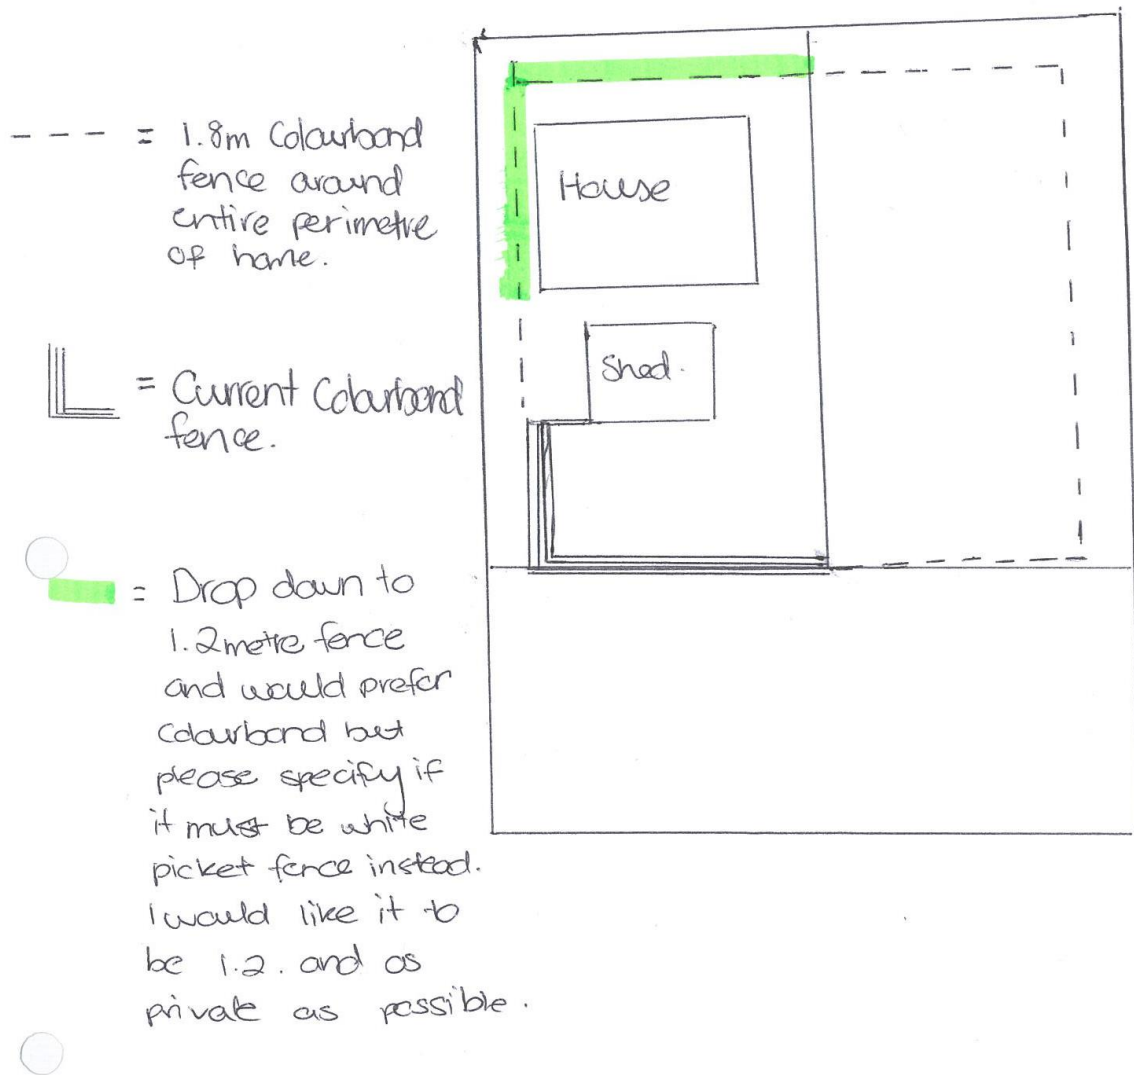 --- = 1.8m Colourbond
fence around
entire perimetre
of home.
= Current Colourbond
fence.
= Drop down to
1.2metre fence
and would prefer
colourbond but
please specify if
it must be white
picket fence instead.
I would like it to
be 1.2. and as
private as possible.
House
Shed.